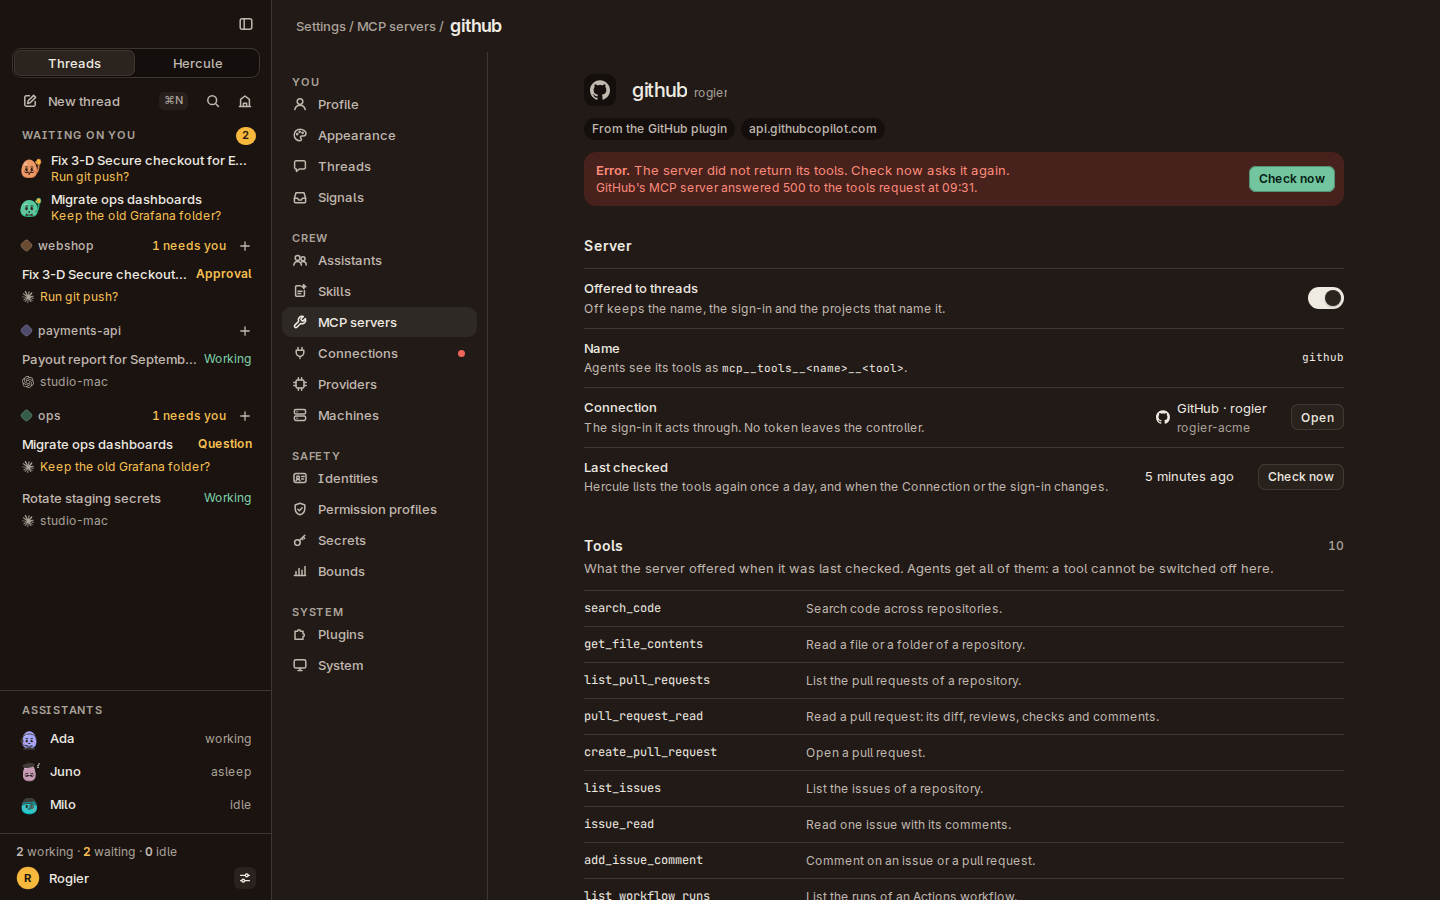 Threads
Hercule
New thread
⌘N
WAITING ON YOU
2
Fix 3-D Secure checkout for E...
Run git push?
Migrate ops dashboards
Keep the old Grafana folder?
webshop
1 needs you
Fix 3-D Secure checkout...
Approval
Run git push?
payments-api
Payout report for Septemb...
Working
studio-mac
ops
1 needs you
Migrate ops dashboards
Question
Keep the old Grafana folder?
Rotate staging secrets
Working
studio-mac
ASSISTANTS
Ada
working
Juno
asleep
Milo
idle
2 working · 2 waiting · 0 idle
R
Rogier
Settings / MCP servers / github
YOU
Profile
Appearance
Threads
Signals
CREW
Assistants
Skills
MCP servers
Connections
Providers
Machines
SAFETY
Identities
Permission profiles
Secrets
Bounds
SYSTEM
Plugins
System
github rogier
From the GitHub plugin
api.githubcopilot.com
Error. The server did not return its tools. Check now asks it again.
GitHub's MCP server answered 500 to the tools request at 09:31.
Check now
Server
Offered to threads
Off keeps the name, the sign-in and the projects that name it.
Name
Agents see its tools as mcp__tools__<name>__<tool>.
github
Connection
The sign-in it acts through. No token leaves the controller.
GitHub · rogier
rogier-acme
Open
Last checked
Hercule lists the tools again once a day, and when the Connection or the sign-in changes.
5 minutes ago
Check now
Tools
10
What the server offered when it was last checked. Agents get all of them: a tool cannot be switched off here.
search_code
Search code across repositories.
get_file_contents
Read a file or a folder of a repository.
list_pull_requests
List the pull requests of a repository.
pull_request_read
Read a pull request: its diff, reviews, checks and comments.
create_pull_request
Open a pull request.
list_issues
List the issues of a repository.
issue_read
Read one issue with its comments.
add_issue_comment
Comment on an issue or a pull request.
list_workflow_runs
List the runs of an Actions workflow.